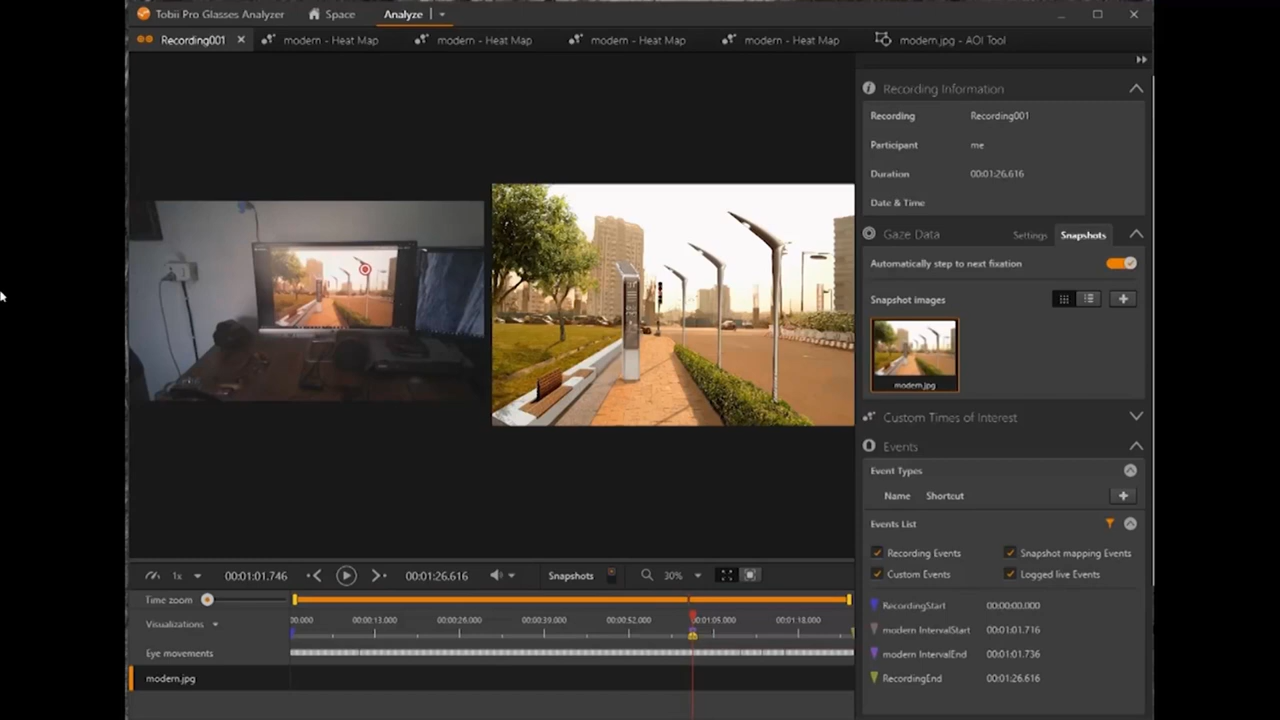 Tobii Pro Glasses Analyzer Space Analyze
Recording001 modern - Heat Map modern - Heat Map modern - Heat Map modern - Heat Map modern.jpg - AOI Tool
Recording Information
Recording Recording001
Participant me
Duration 00:01:26.616
Date & Time
Gaze Data Settings Snapshots
Automatically step to next fixation
Snapshot images
modern.jpg
Custom Times of Interest
Events
Event Types
Name Shortcut
Events List
Recording Events Snapshot mapping Events
Custom Events Logged live Events
RecordingStart 00:00:00.000
modern IntervalStart 00:01:01.716
modern IntervalEnd 00:01:01.736
RecordingEnd 00:01:26.616
1x 00:01:01.746 00:01:26.616 Snapshots 30%
Time zoom
Visualizations 00.000 00:00:13.000 00:00:26.000 00:00:39.000 00:00:52.000 00:01:05.000 00:01:18.000
Eye movements
modern.jpg